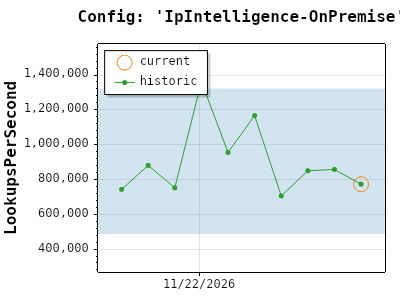 Config: 'IpIntelligence-OnPremise'
LookupsPerSecond
current
historic
1,400,000
1,200,000
1,000,000
800,000
600,000
400,000
11/22/2026